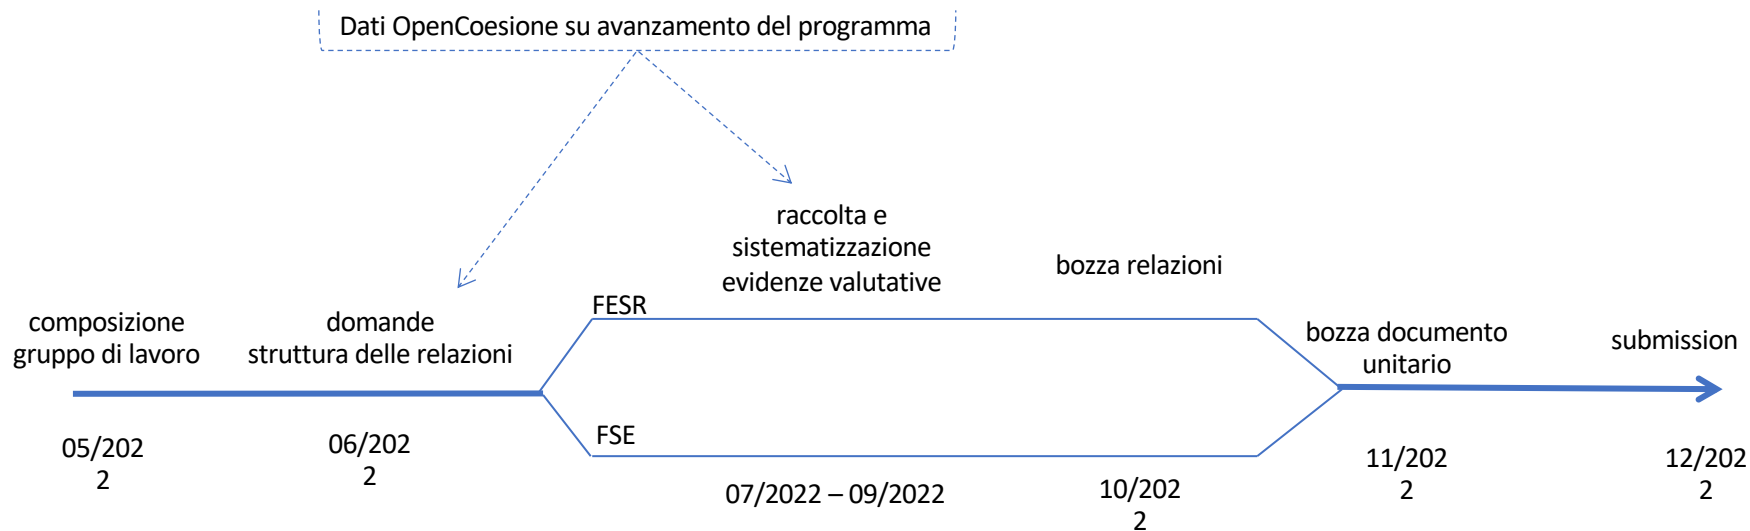 Dati OpenCoesione su avanzamento del programma
raccolta e
sistematizzazione
evidenze valutative
bozza relazioni
FESR
composizione
gruppo di lavoro
domande
struttura delle relazioni
bozza documento
unitario
submission
FSE
05/202
2
06/202
2
07/2022 – 09/2022
10/202
2
11/202
2
12/202
2